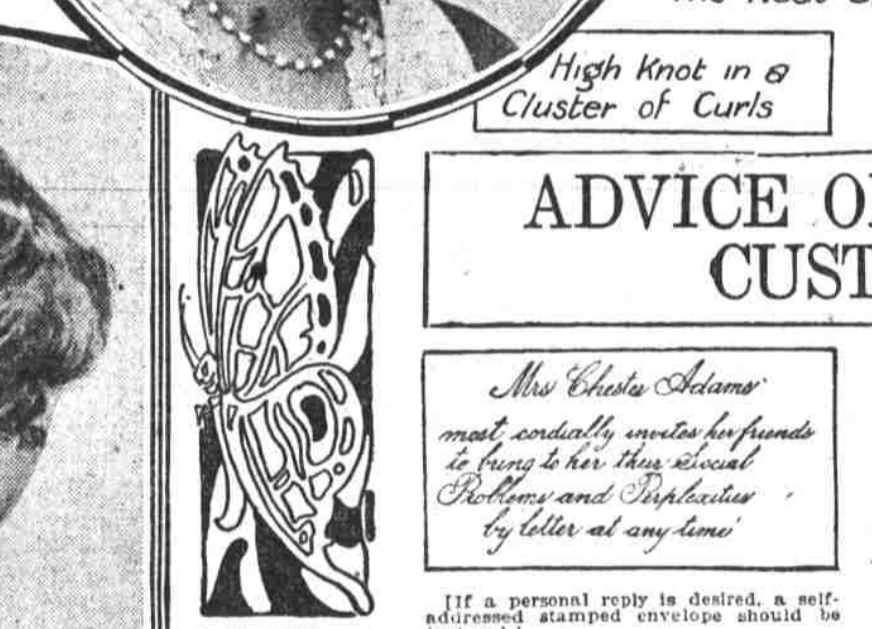 High Knot in a
Cluster of Curls
ADVICE
CUST
Mrs Chester Adams
most cordially invites her friends
to bring to her their Social
Problems and Perplexities
by letter at any time
[If a personal reply is desired, a self-
addressed stamped envelope should be